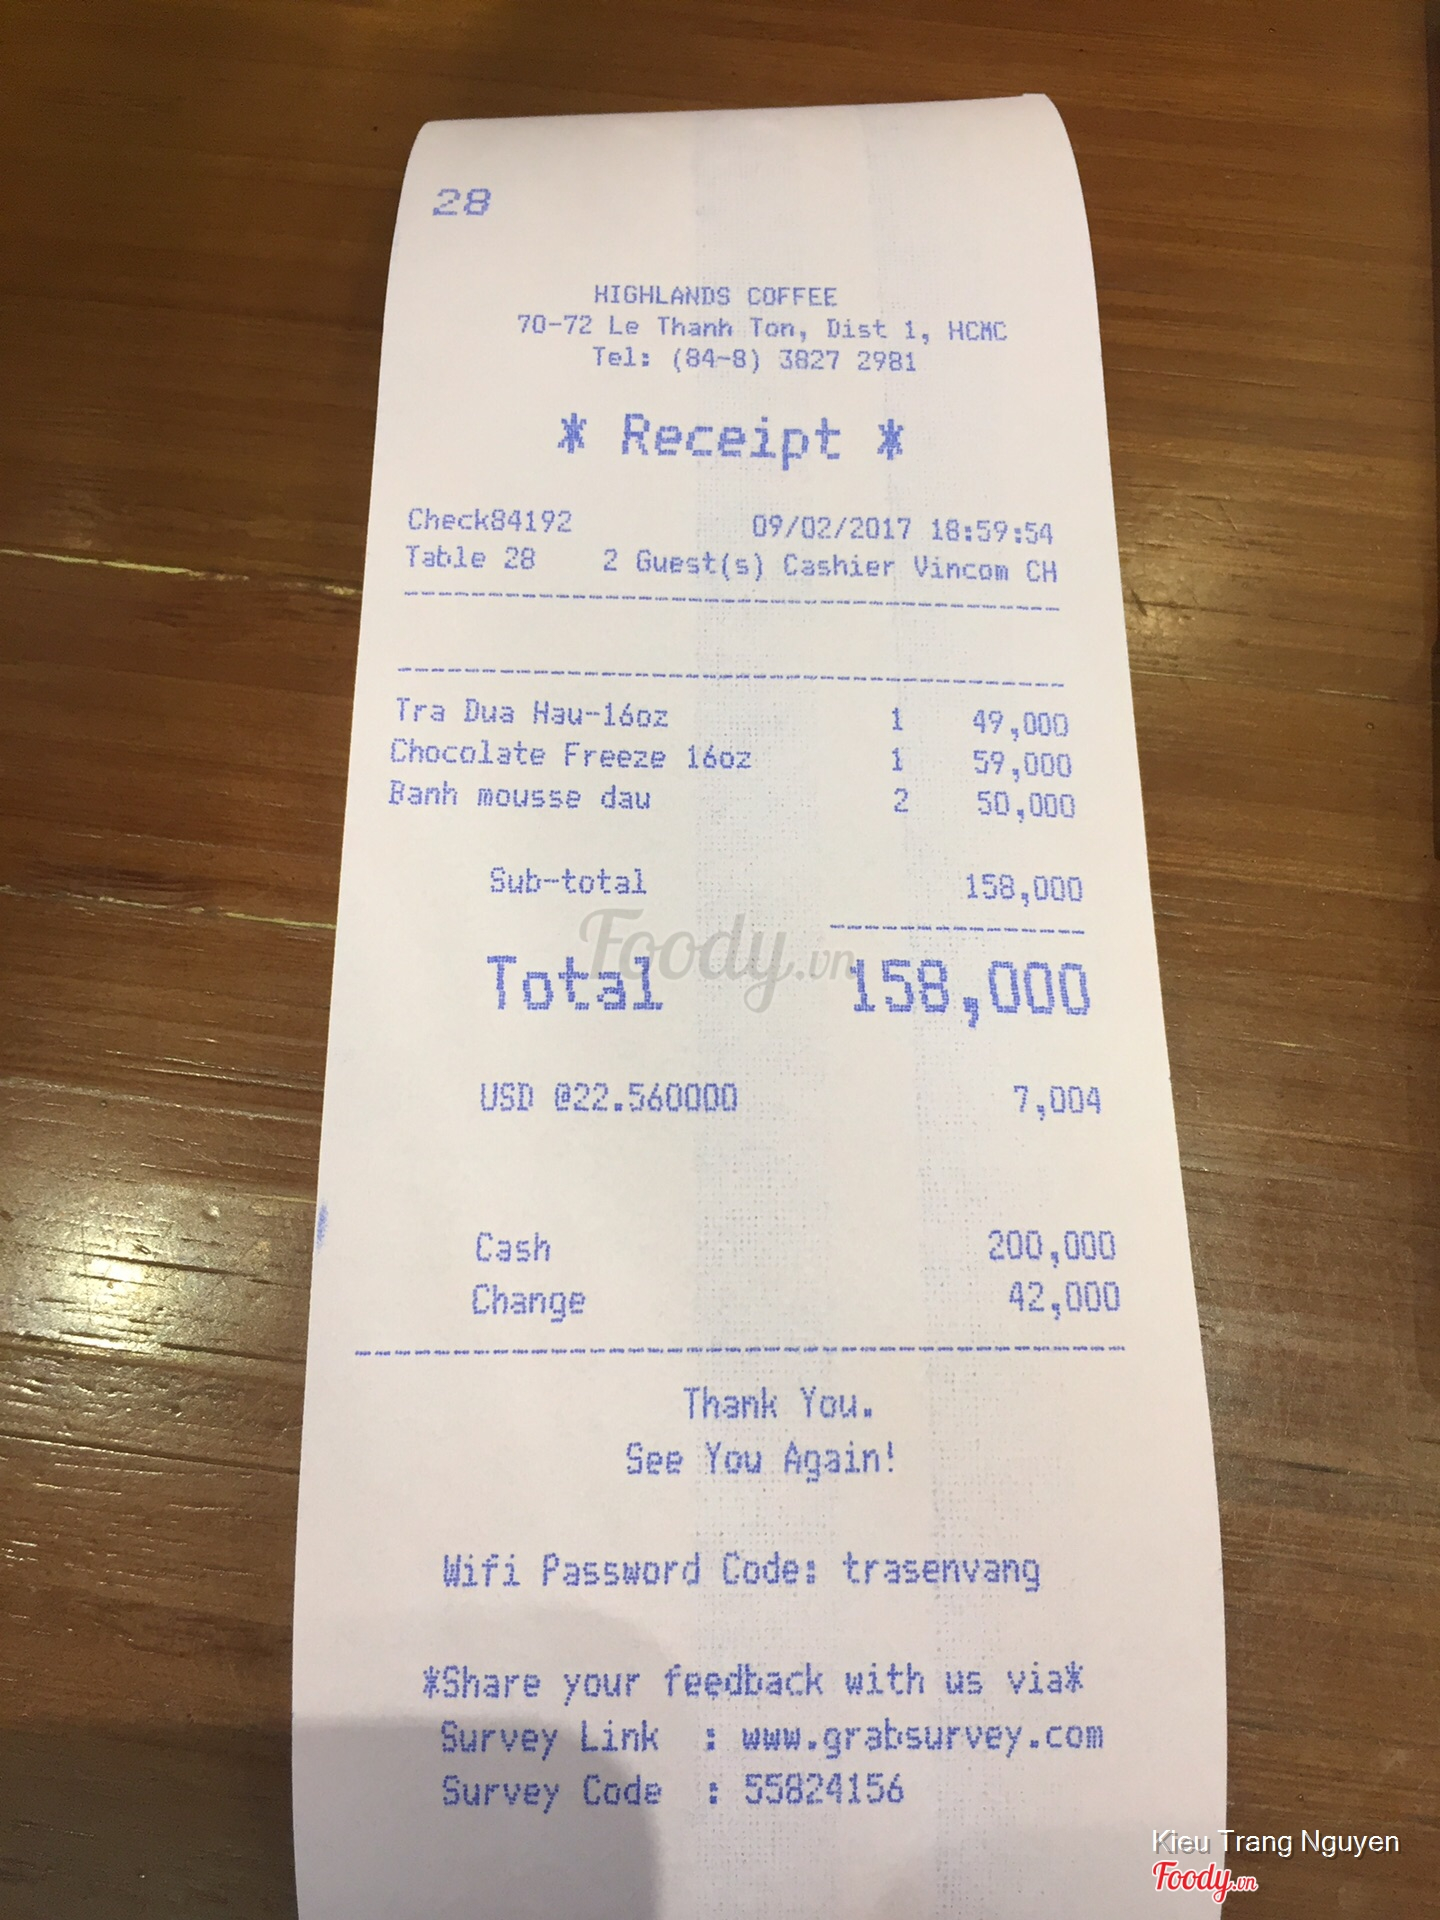 28
HIGHLANDS COFFEE
70-72 Le Thanh Ton, Dist 1, HCMC
Tel: (84-8) 3827 2981
* Receipt *
Check84192 09/02/2017 18:59:54
Table 28 2 Guest(s) Cashier Vincom CH
Tra Dua Hau-16oz 1 49,000
Chocolate Freeze 16oz 1 59,000
Banh mousse dau 2 50,000
Sub-total 158,000
Foody.vn
Total 158,000
USD @22.560000 7,004
Cash 200,000
Change 42,000
Thank You.
See You Again!
Wifi Password Code: trasenvang
*Share your feedback with us via*
Survey Link : www.grabsurvey.com
Survey Code : 55824156
Kieu Trang Nguyen
Foody.vn